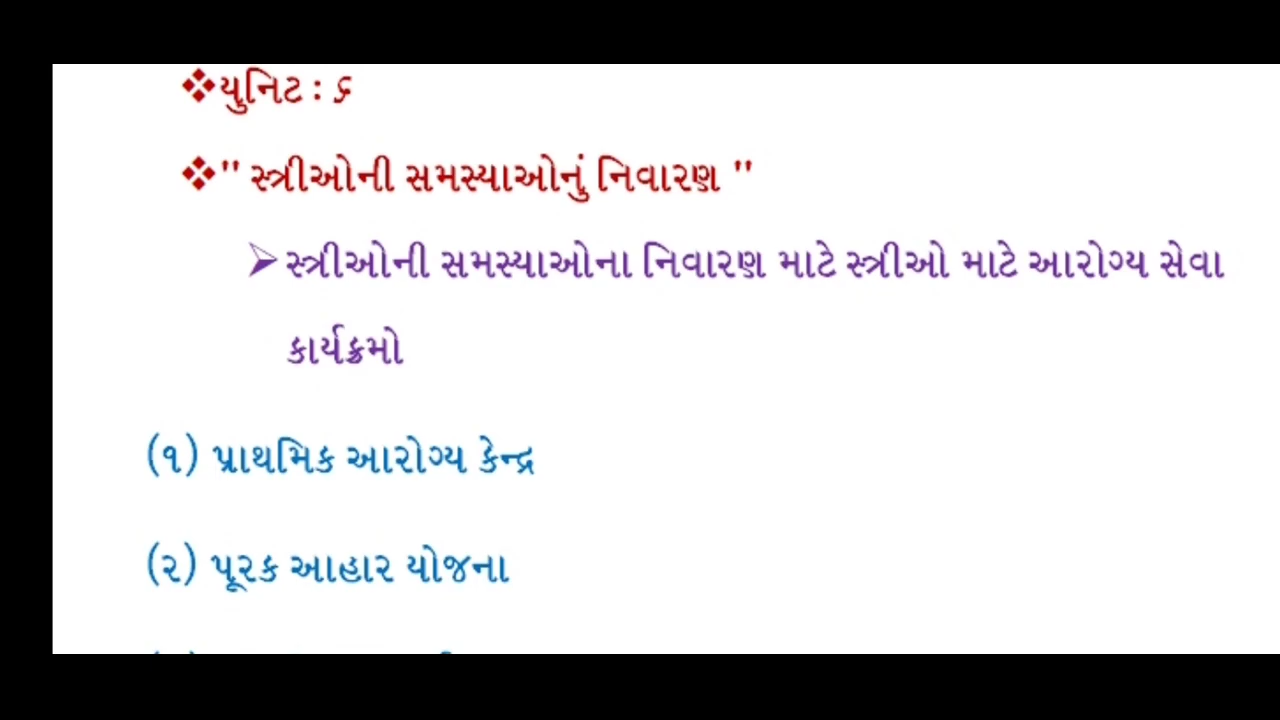 ❖યુનિટ : ૬
❖" સ્ત્રીઓની સમસ્યાઓનું નિવારણ "
➢સ્ત્રીઓની સમસ્યાઓના નિવારણ માટે સ્ત્રીઓ માટે આરોગ્ય સેવા
કાર્યક્રમો
(૧) પ્રાથમિક આરોગ્ય કેન્દ્ર
(૨) પૂરક આહાર યોજના